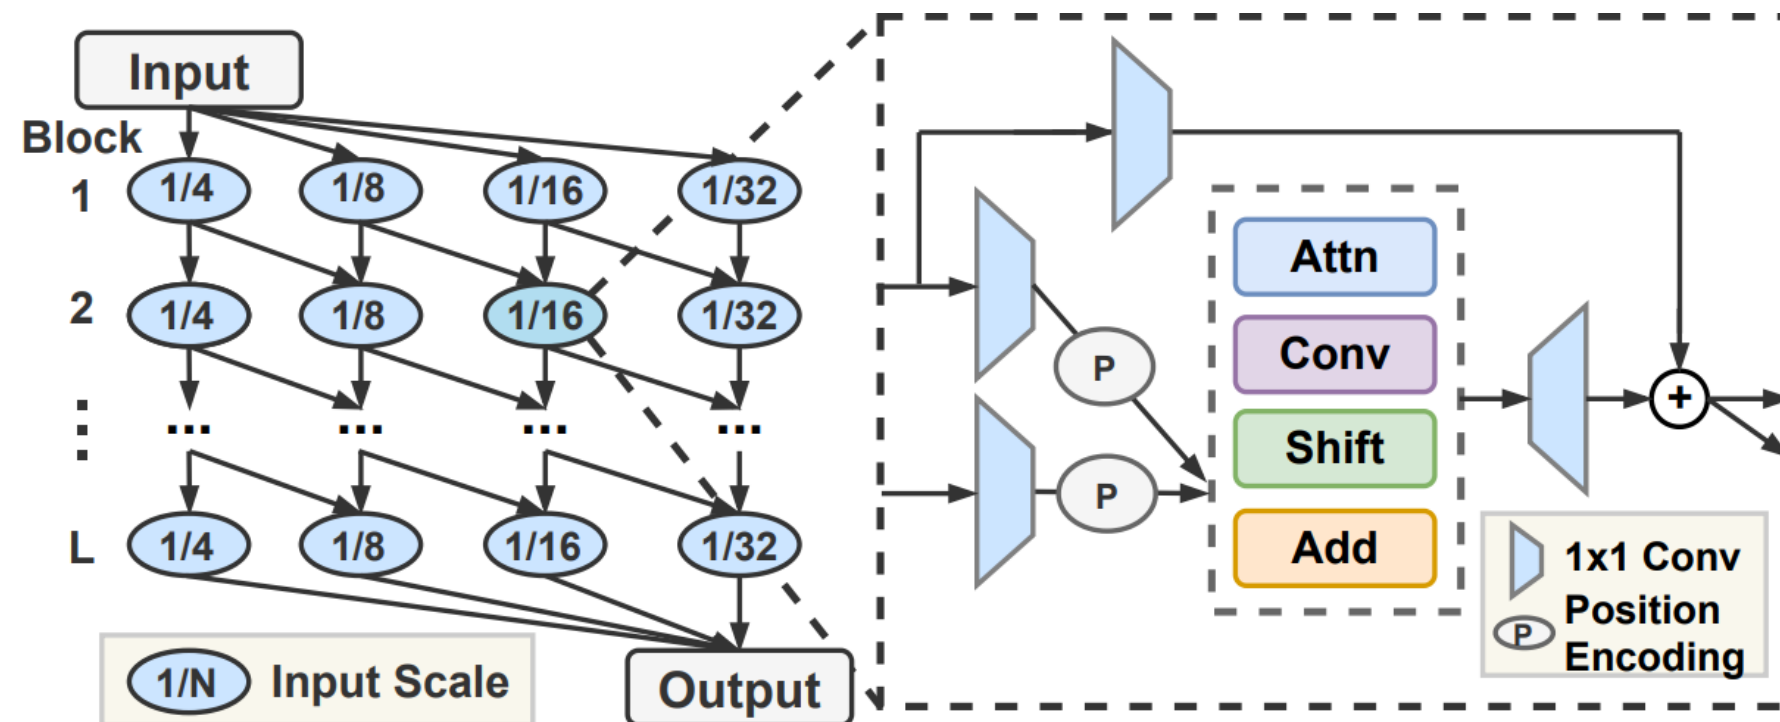 Input
Block
1 1/4 1/8 1/16 1/32
2 1/4 1/8 1/16 1/32
... ... ... ...
L 1/4 1/8 1/16 1/32
1/N Input Scale
Output
P
P
Attn
Conv
Shift
Add
+
1x1 Conv
P Position
Encoding